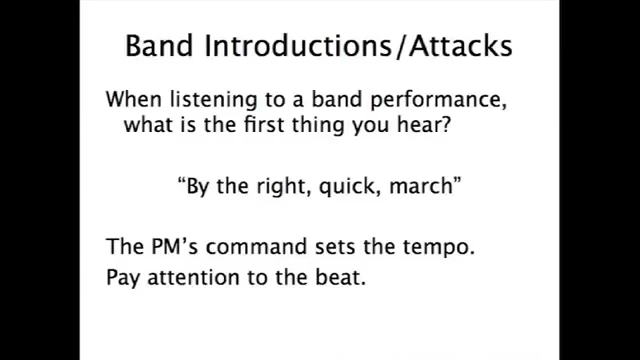 Band Introductions/Attacks
When listening to a band performance,
what is the first thing you hear?
“By the right, quick, march”
The PM’s command sets the tempo.
Pay attention to the beat.